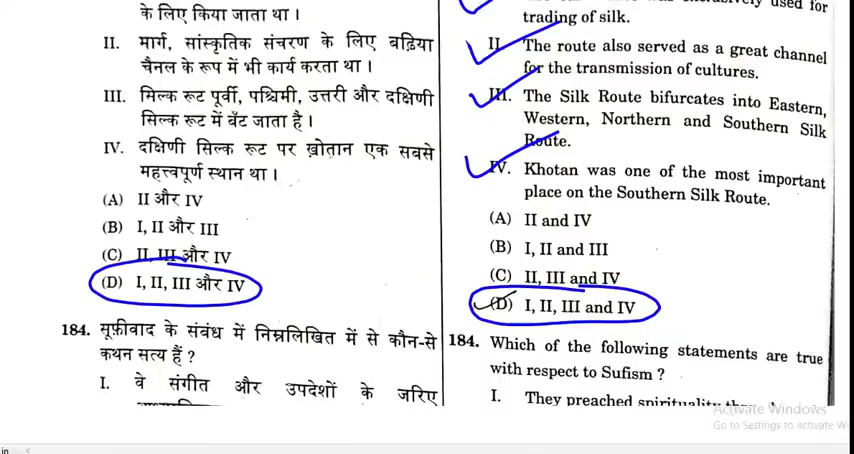 के लिए किया जाता था ।
II. मार्ग, सांस्कृतिक संचरण के लिए बढ़िया
चैनल के रूप में भी कार्य करता था ।
III. सिल्क रूट पूर्वी, पश्चिमी, उत्तरी और दक्षिणी
सिल्क रूट में बँट जाता है ।
IV. दक्षिणी सिल्क रूट पर ख़ोतान एक सबसे
महत्त्वपूर्ण स्थान था ।
(A) II और IV
(B) I, II और III
(C) II, III और IV
(D) I, II, III और IV
184. सूफ़ीवाद के संबंध में निम्नलिखित में से कौन-से
कथन सत्य हैं ?
I. वे संगीत और उपदेशों के जरिए
used for
trading of silk.
II. The route also served as a great channel
for the transmission of cultures.
III. The Silk Route bifurcates into Eastern,
Western, Northern and Southern Silk
Route.
IV. Khotan was one of the most important
place on the Southern Silk Route.
(A) II and IV
(B) I, II and III
(C) II, III and IV
(D) I, II, III and IV
184. Which of the following statements are true
with respect to Sufism ?
I. They preached spirituality
Activate Windows
Go to Settings to activate W
in